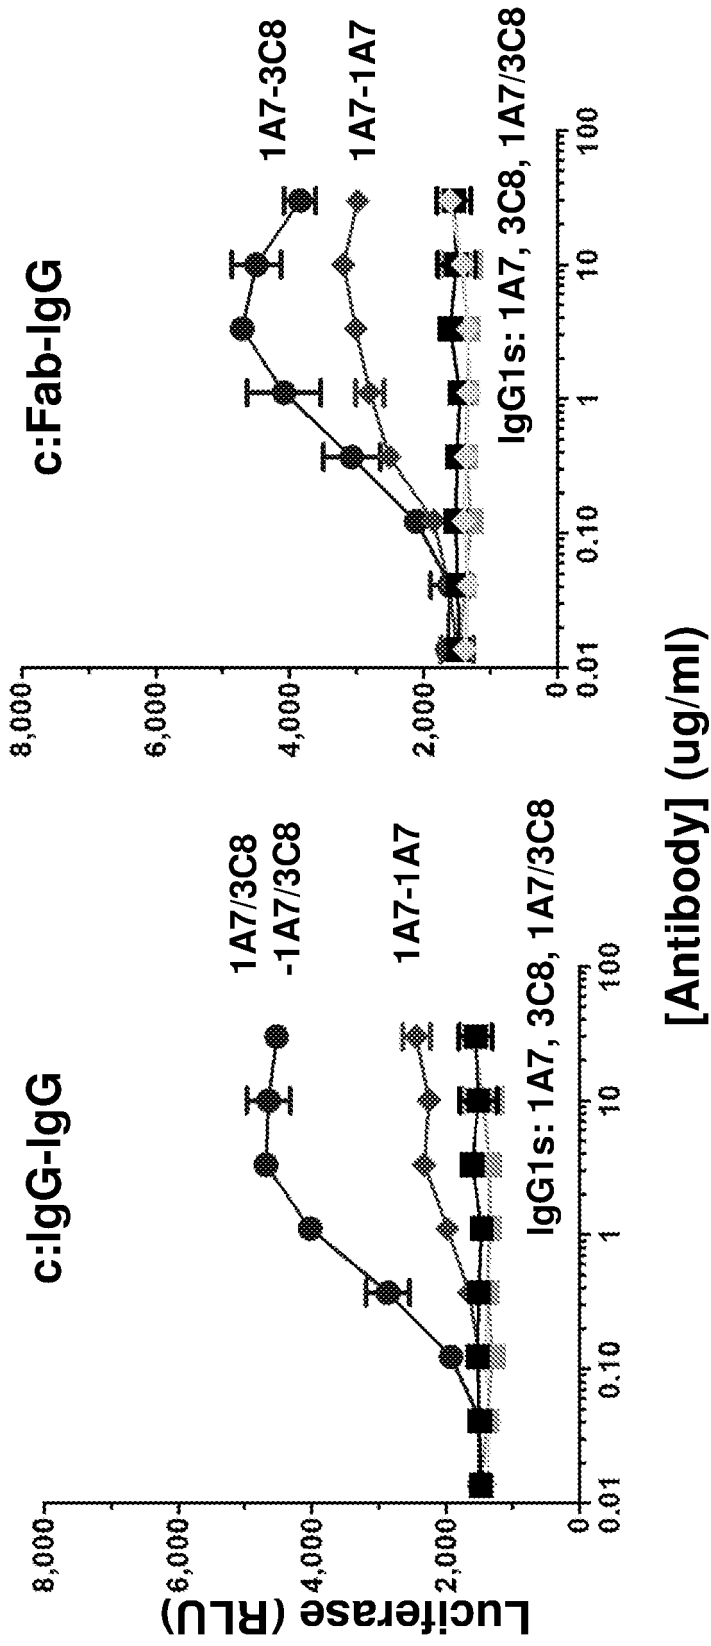 c:IgG-IgG
Luciferase (RLU)
8,000
6,000
4,000
2,000
0
0.01
0.10
1
10
100
1A7/3C8
-1A7/3C8
1A7-1A7
IgG1s: 1A7, 3C8, 1A7/3C8
c:Fab-IgG
8,000
6,000
4,000
2,000
0
0.01
0.10
1
10
100
1A7-3C8
1A7-1A7
IgG1s: 1A7, 3C8, 1A7/3C8
[Antibody] (ug/ml)